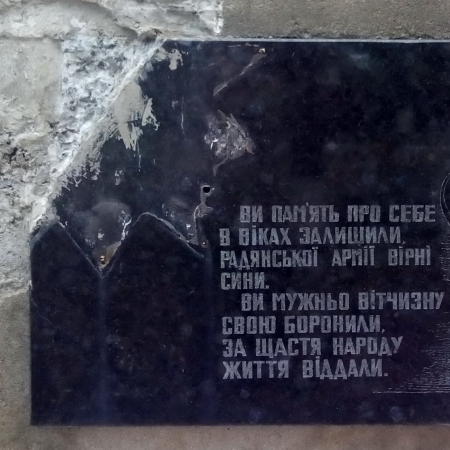 ВИ ПАМ'ЯТЬ ПРО СЕБЕ
В ВІКАХ ЗАЛИШИЛИ,
РАДЯНСЬКОЇ АРМІЇ ВІРНІ
СИНИ.
ВИ МУЖНЬО ВІТЧИЗНУ
СВОЮ БОРОНИЛИ,
ЗА ЩАСТЯ НАРОДУ
ЖИТТЯ ВІДДАЛИ.